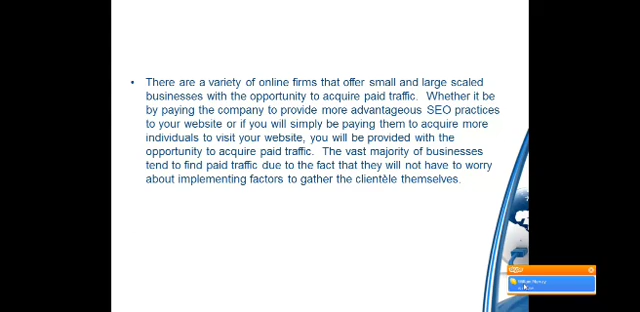 • There are a variety of online firms that offer small and large scaled
businesses with the opportunity to acquire paid traffic.  Whether it be
by paying the company to provide more advantageous SEO practices
to your website or if you will simply be paying them to acquire more
individuals to visit your website, you will be provided with the
opportunity to acquire paid traffic.  The vast majority of businesses
tend to find paid traffic due to the fact that they will not have to worry
about implementing factors to gather the clientèle themselves.